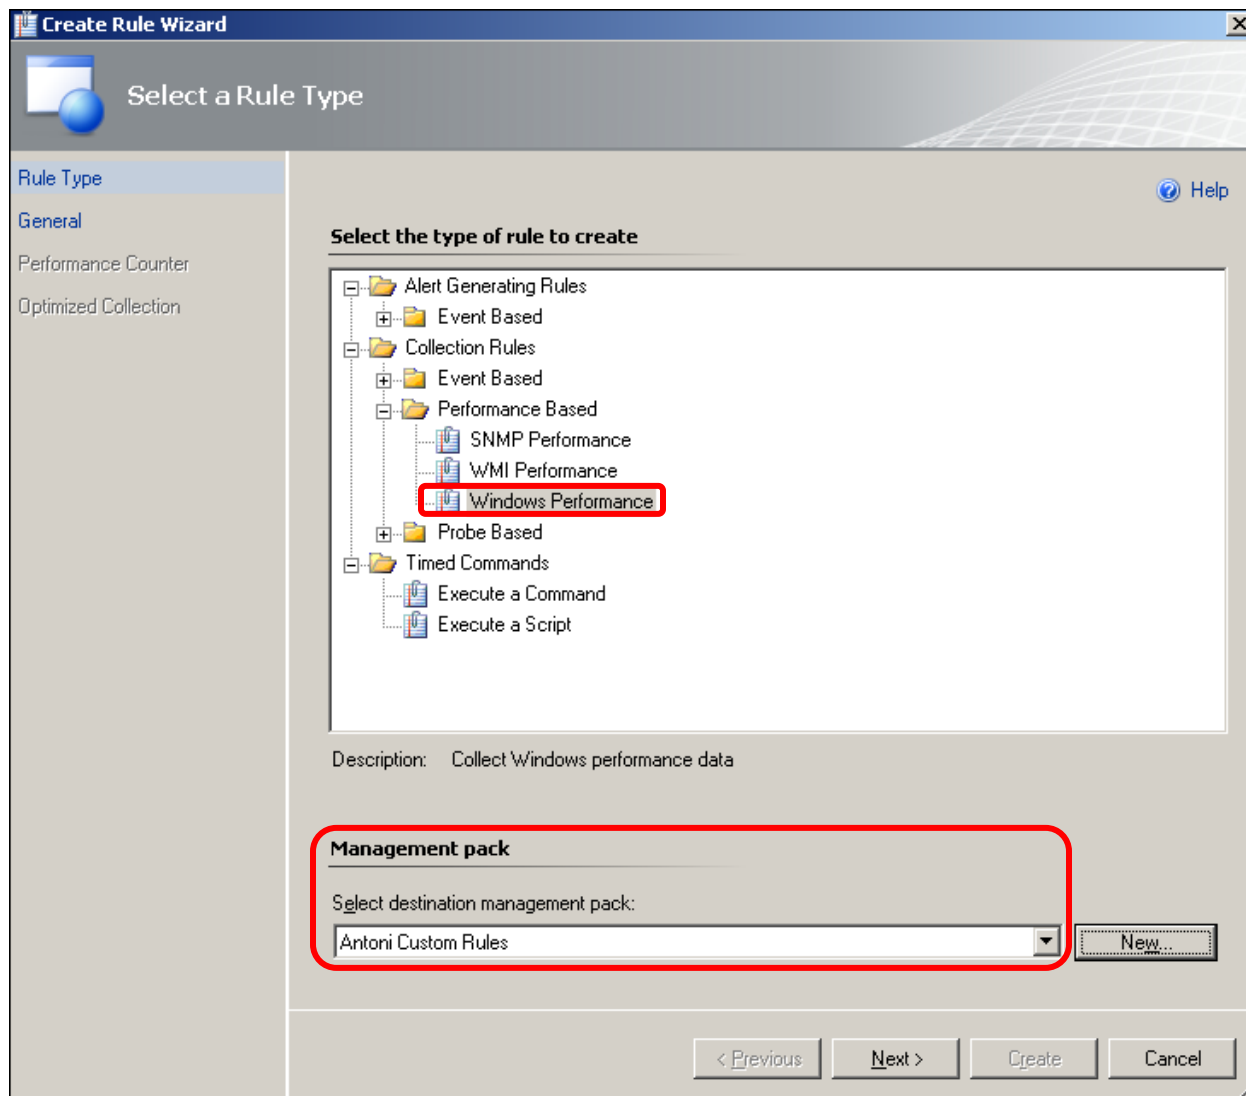 Create Rule Wizard
Select a Rule Type
Rule Type
General
Performance Counter
Optimized Collection
Help
Select the type of rule to create
Alert Generating Rules
Event Based
Collection Rules
Event Based
Performance Based
SNMP Performance
WMI Performance
Windows Performance
Probe Based
Timed Commands
Execute a Command
Execute a Script
Description: Collect Windows performance data
Management pack
Select destination management pack:
Antoni Custom Rules
New...
< Previous
Next >
Create
Cancel